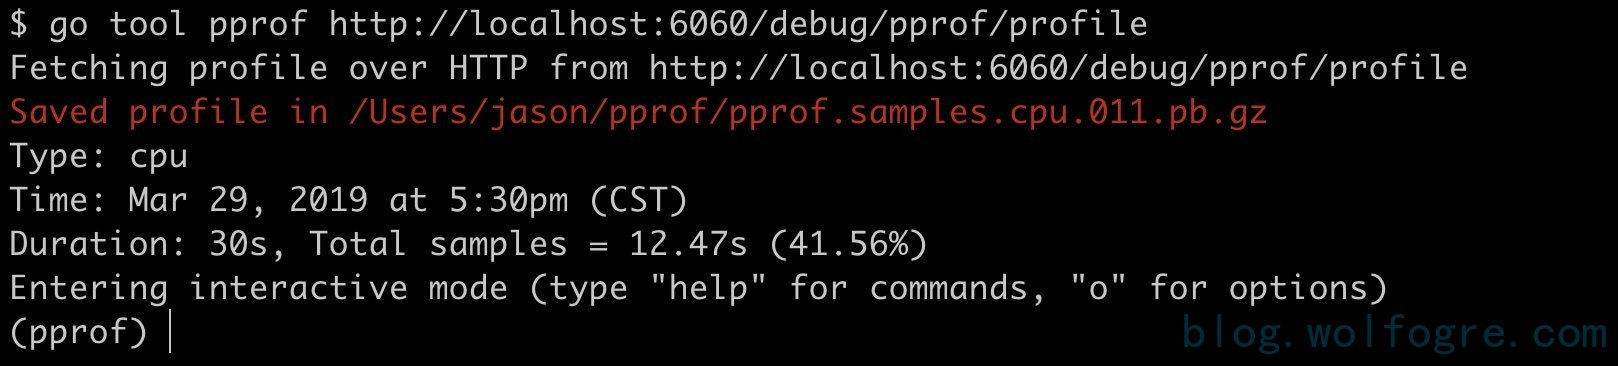 $ go tool pprof http://localhost:6060/debug/pprof/profile
Fetching profile over HTTP from http://localhost:6060/debug/pprof/profile
Saved profile in /Users/jason/pprof/pprof.samples.cpu.011.pb.gz
Type: cpu
Time: Mar 29, 2019 at 5:30pm (CST)
Duration: 30s, Total samples = 12.47s (41.56%)
Entering interactive mode (type "help" for commands, "o" for options)
(pprof)
blog.wolfogre.com